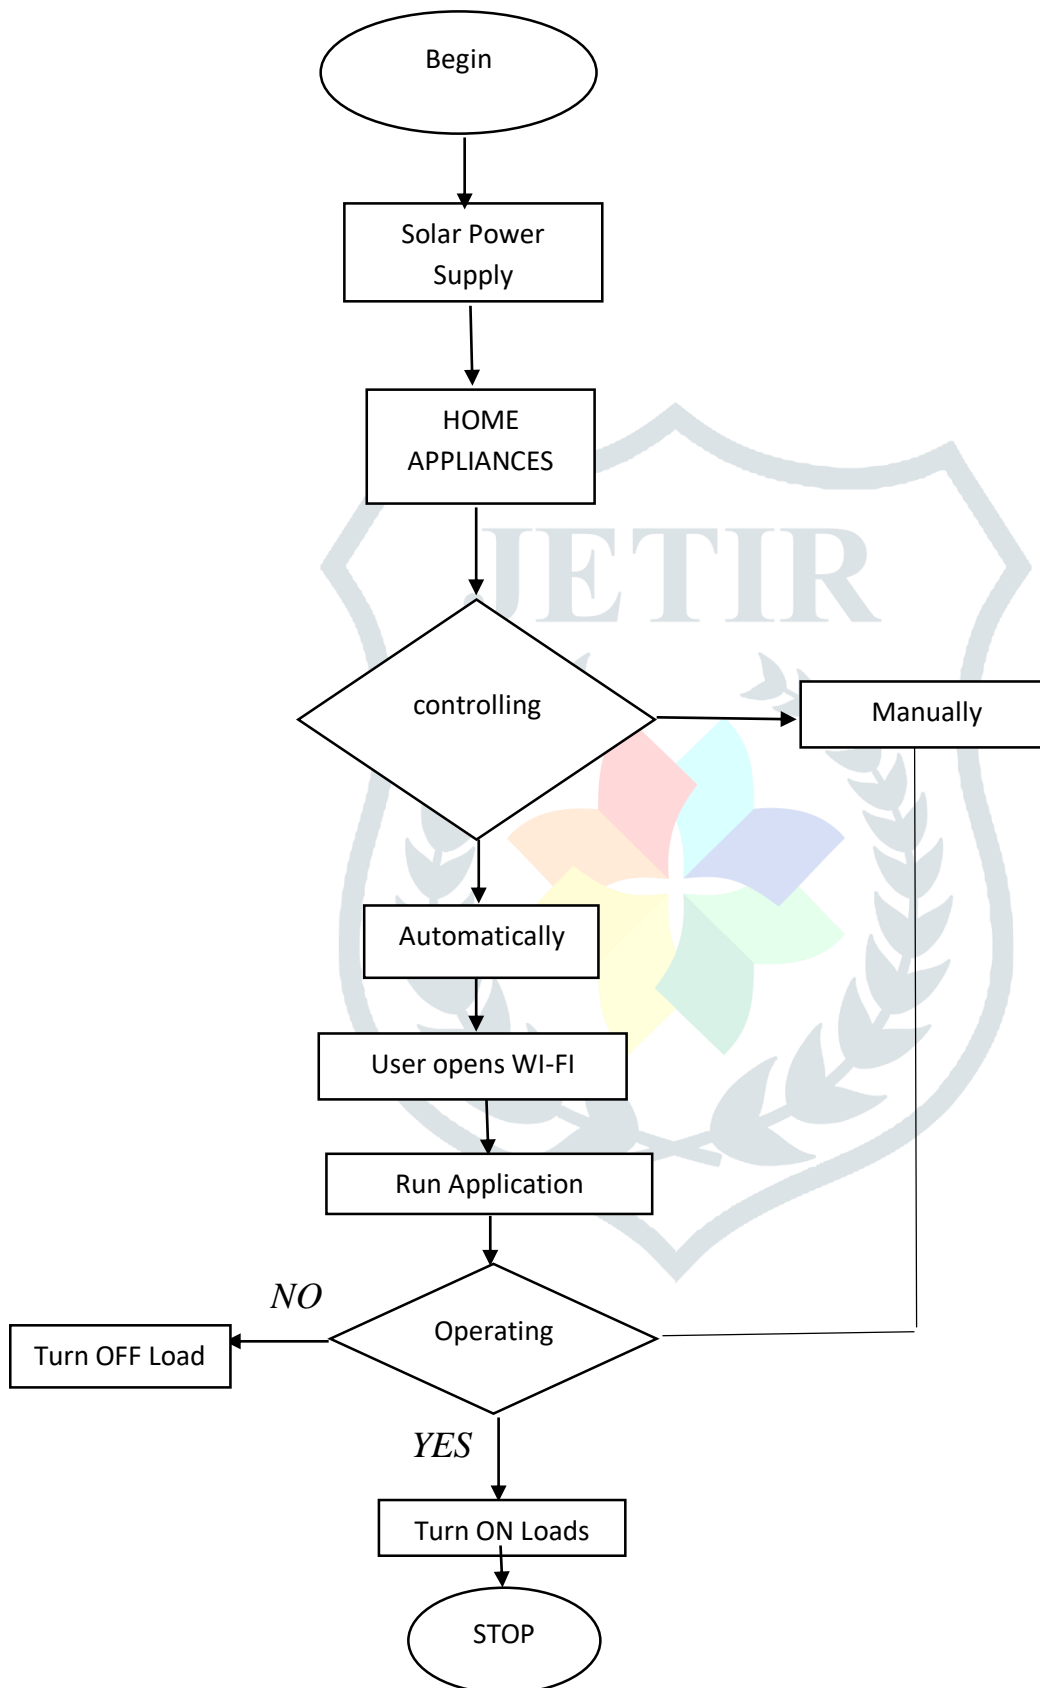 Begin
Solar Power
Supply
HOME
APPLIANCES
JETIR
controlling
Manually
Automatically
User opens WI-FI
Run Application
NO
Operating
Turn OFF Load
YES
Turn ON Loads
STOP